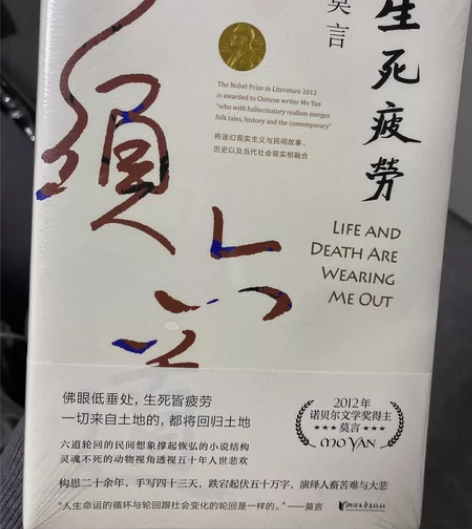 生死疲劳
莫言
The Nobel Prize in Literature 2012
is awarded to Chinese writer Mo Yan
"who with hallucinatory realism merges
folk tales, history and the contemporary"
将迷幻现实主义与民间故事、
历史以及当代社会现实相融合
LIFE AND
DEATH ARE
WEARING
ME OUT
佛眼低垂处，生死皆疲劳
一切来自土地的，都将回归土地
六道轮回的民间想象撑起恢弘的小说结构
灵魂不死的动物视角透视五十年人世悲欢
构思二十余年，手写四十三天，跌宕起伏五十万字，演绎人畜苦难与大悲
“人生命运的循环与轮回跟社会变化的轮回是一样的。”——莫言
2012年
诺贝尔文学奖得主
★★★莫言★★★
MO YAN
浙江文艺出版社